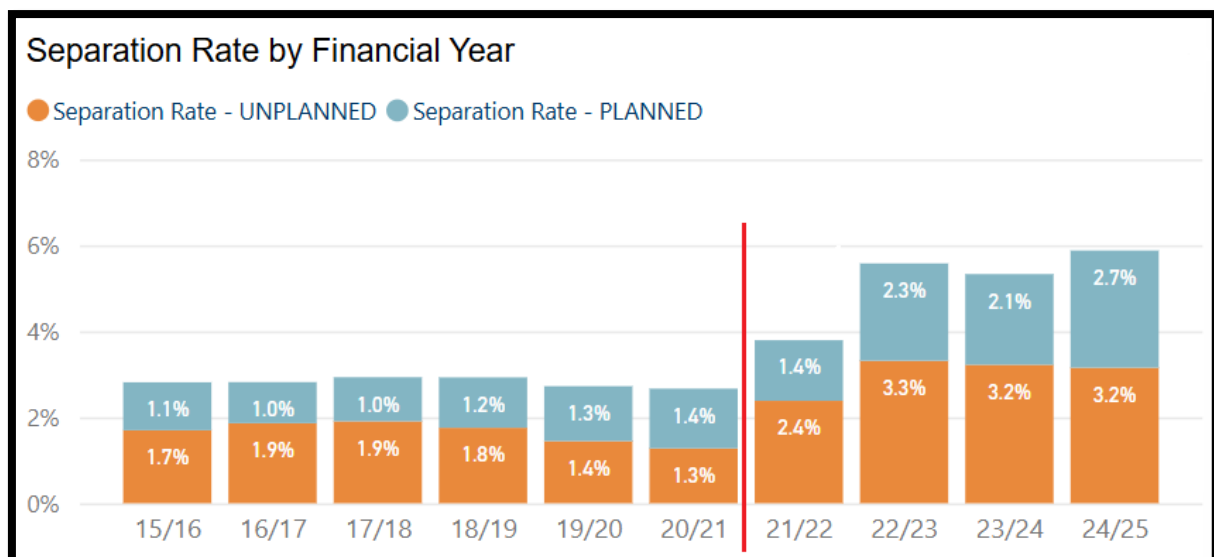 Separation Rate by Financial Year
Separation Rate - UNPLANNED Separation Rate - PLANNED
8%
6%
4%
2%
0%
2.7%
2.3%
2.1%
1.4%
1.1% 1.0% 1.0% 1.2% 1.3% 1.4%
3.3% 3.2% 3.2%
2.4%
1.7% 1.9% 1.9% 1.8% 1.4% 1.3%
15/16 16/17 17/18 18/19 19/20 20/21 21/22 22/23 23/24 24/25